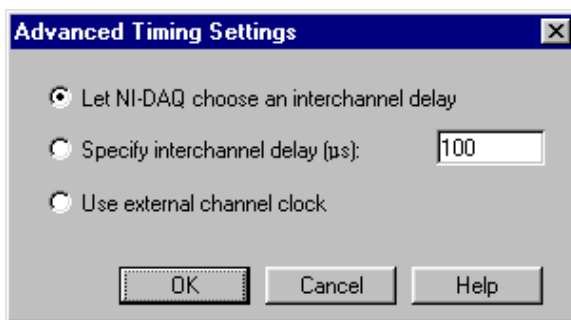 Advanced Timing Settings
Let NI-DAQ choose an interchannel delay
Specify interchannel delay (µs): 100
Use external channel clock
OK Cancel Help